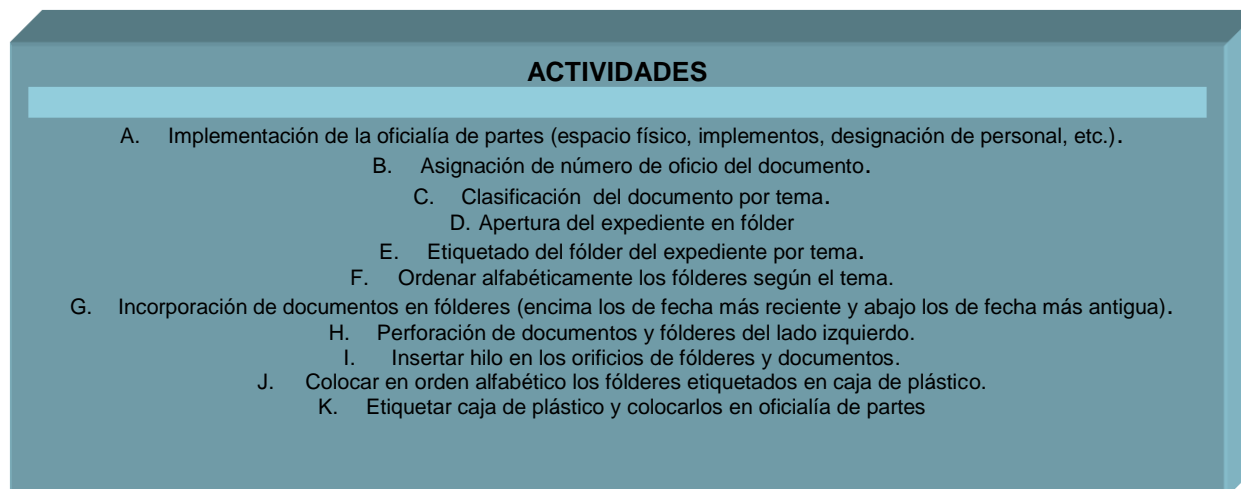 ACTIVIDADES
A. Implementación de la oficialía de partes (espacio físico, implementos, designación de personal, etc.).
B. Asignación de número de oficio del documento.
C. Clasificación del documento por tema.
D. Apertura del expediente en fólder
E. Etiquetado del fólder del expediente por tema.
F. Ordenar alfabéticamente los fólderes según el tema.
G. Incorporación de documentos en fólderes (encima los de fecha más reciente y abajo los de fecha más antigua).
H. Perforación de documentos y fólderes del lado izquierdo.
I. Insertar hilo en los orificios de fólderes y documentos.
J. Colocar en orden alfabético los fólderes etiquetados en caja de plástico.
K. Etiquetar caja de plástico y colocarlos en oficialía de partes